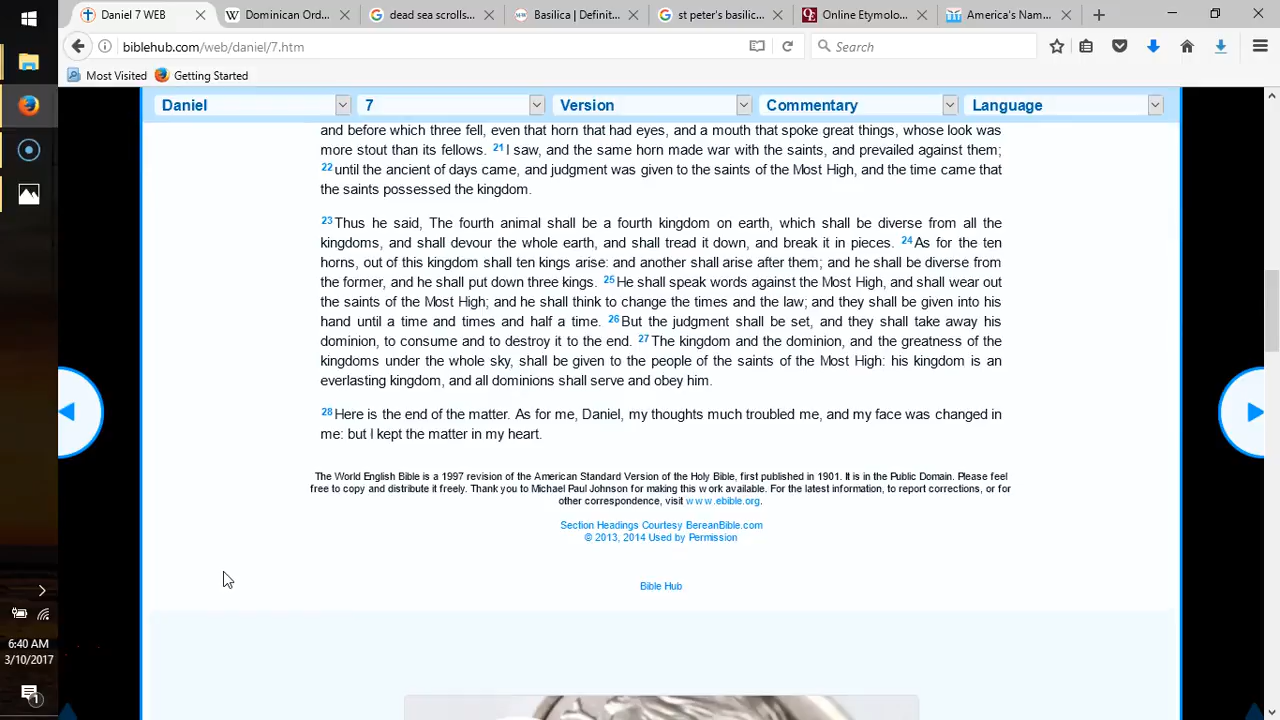 Daniel 7 WEB
Dominican Ord...
dead sea scrolls...
Basilica | Definit...
st peter's basilic...
Online Etymolo...
America's Nam...
biblehub.com/web/daniel/7.htm
Search
Most Visited
Getting Started
Daniel
7
Version
Commentary
Language
and before which three fell, even that horn that had eyes, and a mouth that spoke great things, whose look was
more stout than its fellows. 21 I saw, and the same horn made war with the saints, and prevailed against them;
22 until the ancient of days came, and judgment was given to the saints of the Most High, and the time came that
the saints possessed the kingdom.
23 Thus he said, The fourth animal shall be a fourth kingdom on earth, which shall be diverse from all the
kingdoms, and shall devour the whole earth, and shall tread it down, and break it in pieces. 24 As for the ten
horns, out of this kingdom shall ten kings arise: and another shall arise after them; and he shall be diverse from
the former, and he shall put down three kings. 25 He shall speak words against the Most High, and shall wear out
the saints of the Most High; and he shall think to change the times and the law; and they shall be given into his
hand until a time and times and half a time. 26 But the judgment shall be set, and they shall take away his
dominion, to consume and to destroy it to the end. 27 The kingdom and the dominion, and the greatness of the
kingdoms under the whole sky, shall be given to the people of the saints of the Most High: his kingdom is an
everlasting kingdom, and all dominions shall serve and obey him.
28 Here is the end of the matter. As for me, Daniel, my thoughts much troubled me, and my face was changed in
me: but I kept the matter in my heart.
The World English Bible is a 1997 revision of the American Standard Version of the Holy Bible, first published in 1901. It is in the Public Domain. Please feel
free to copy and distribute it freely. Thank you to Michael Paul Johnson for making this work available. For the latest information, to report corrections, or for
other correspondence, visit www.ebible.org.
Section Headings Courtesy BereanBible.com
© 2013, 2014 Used by Permission
Bible Hub
6:40 AM
3/10/2017
1